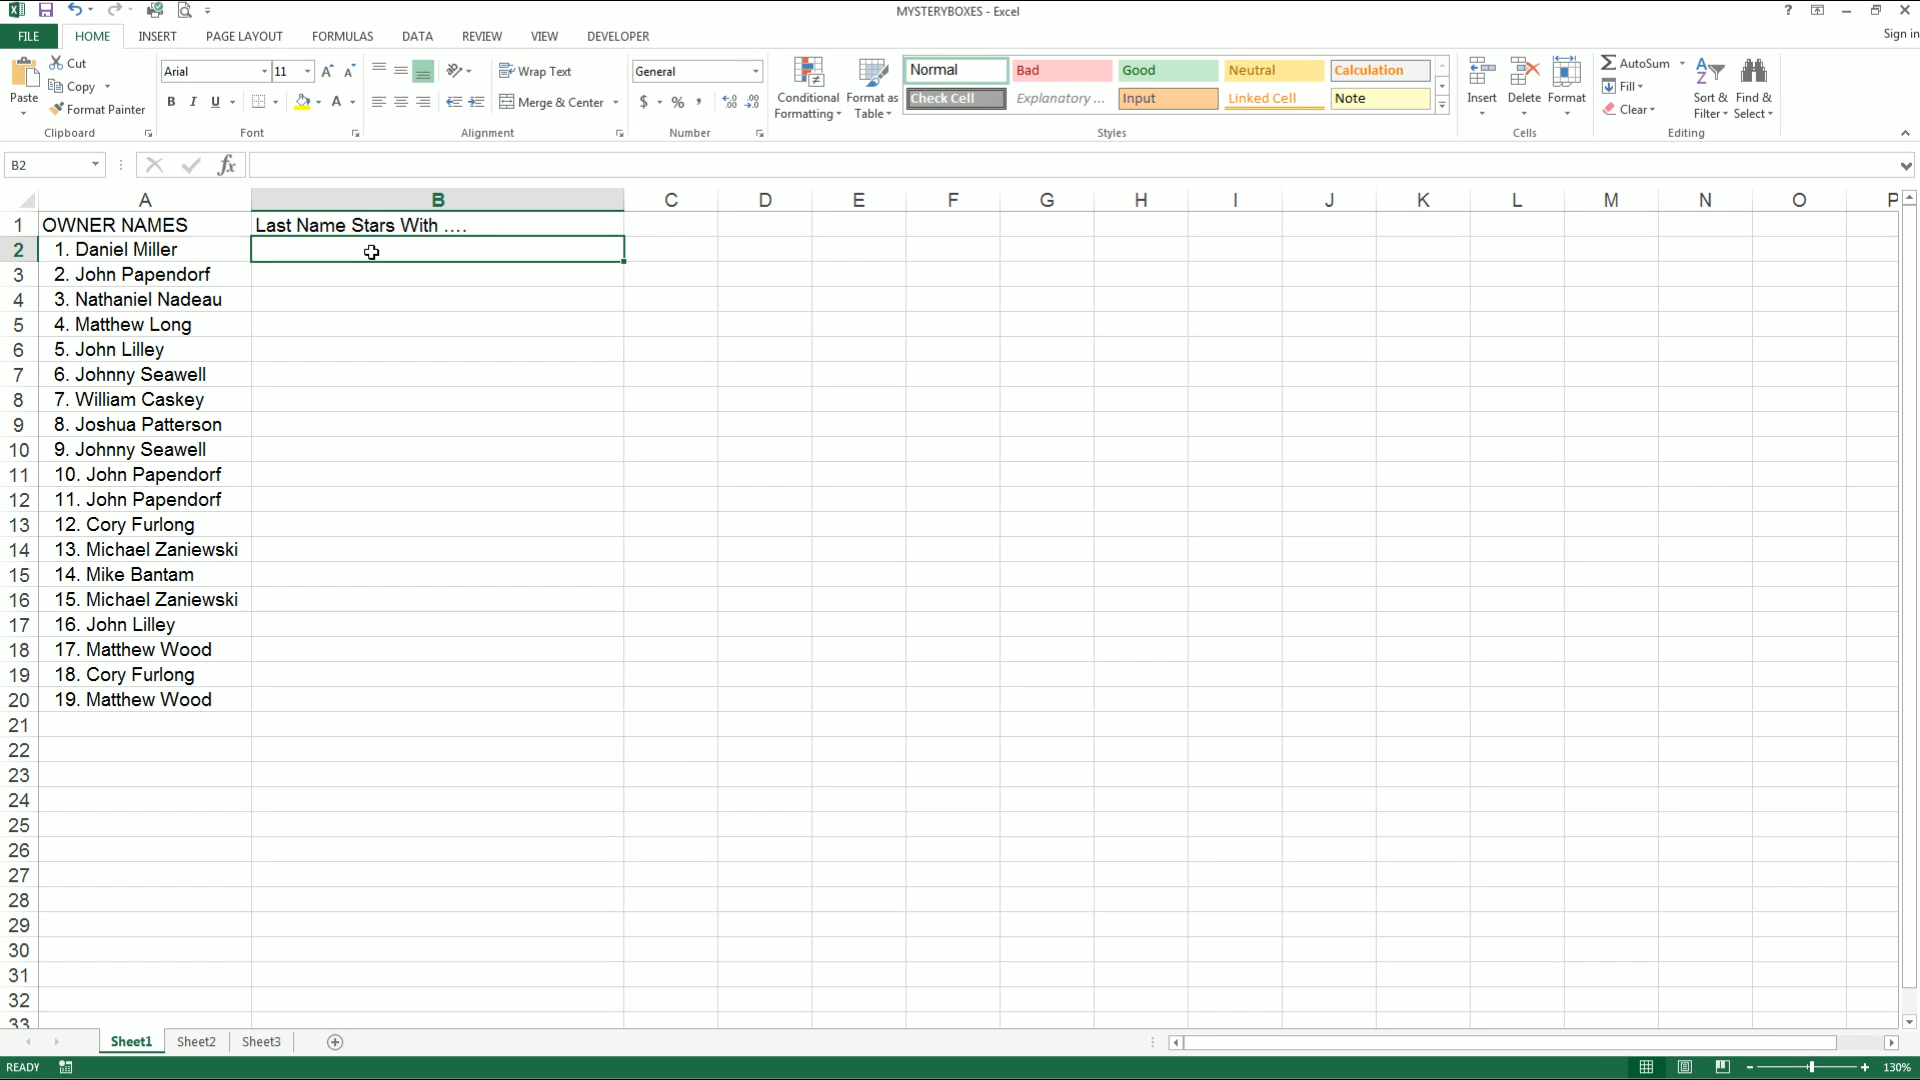 MYSTERYBOXES - Excel
?
Sign in
FILE HOME INSERT PAGE LAYOUT FORMULAS DATA REVIEW VIEW DEVELOPER
Paste
Cut
Copy
Format Painter
Clipboard
Arial 11
B I U
Font
Wrap Text
Merge & Center
Alignment
General
$ % ,
Number
Conditional Formatting
Format as Table
Normal Bad Good Neutral Calculation
Check Cell Explanatory ... Input Linked Cell Note
Styles
Insert Delete Format
Cells
AutoSum
Fill
Clear
Sort & Filter
Find & Select
Editing
B2 fx
A B C D E F G H I J K L M N O P
1 OWNER NAMES Last Name Stars With ....
2 1. Daniel Miller
3 2. John Papendorf
4 3. Nathaniel Nadeau
5 4. Matthew Long
6 5. John Lilley
7 6. Johnny Seawell
8 7. William Caskey
9 8. Joshua Patterson
10 9. Johnny Seawell
11 10. John Papendorf
12 11. John Papendorf
13 12. Cory Furlong
14 13. Michael Zaniewski
15 14. Mike Bantam
16 15. Michael Zaniewski
17 16. John Lilley
18 17. Matthew Wood
19 18. Cory Furlong
20 19. Matthew Wood
21
22
23
24
25
26
27
28
29
30
31
32
33
Sheet1 Sheet2 Sheet3
READY 130%